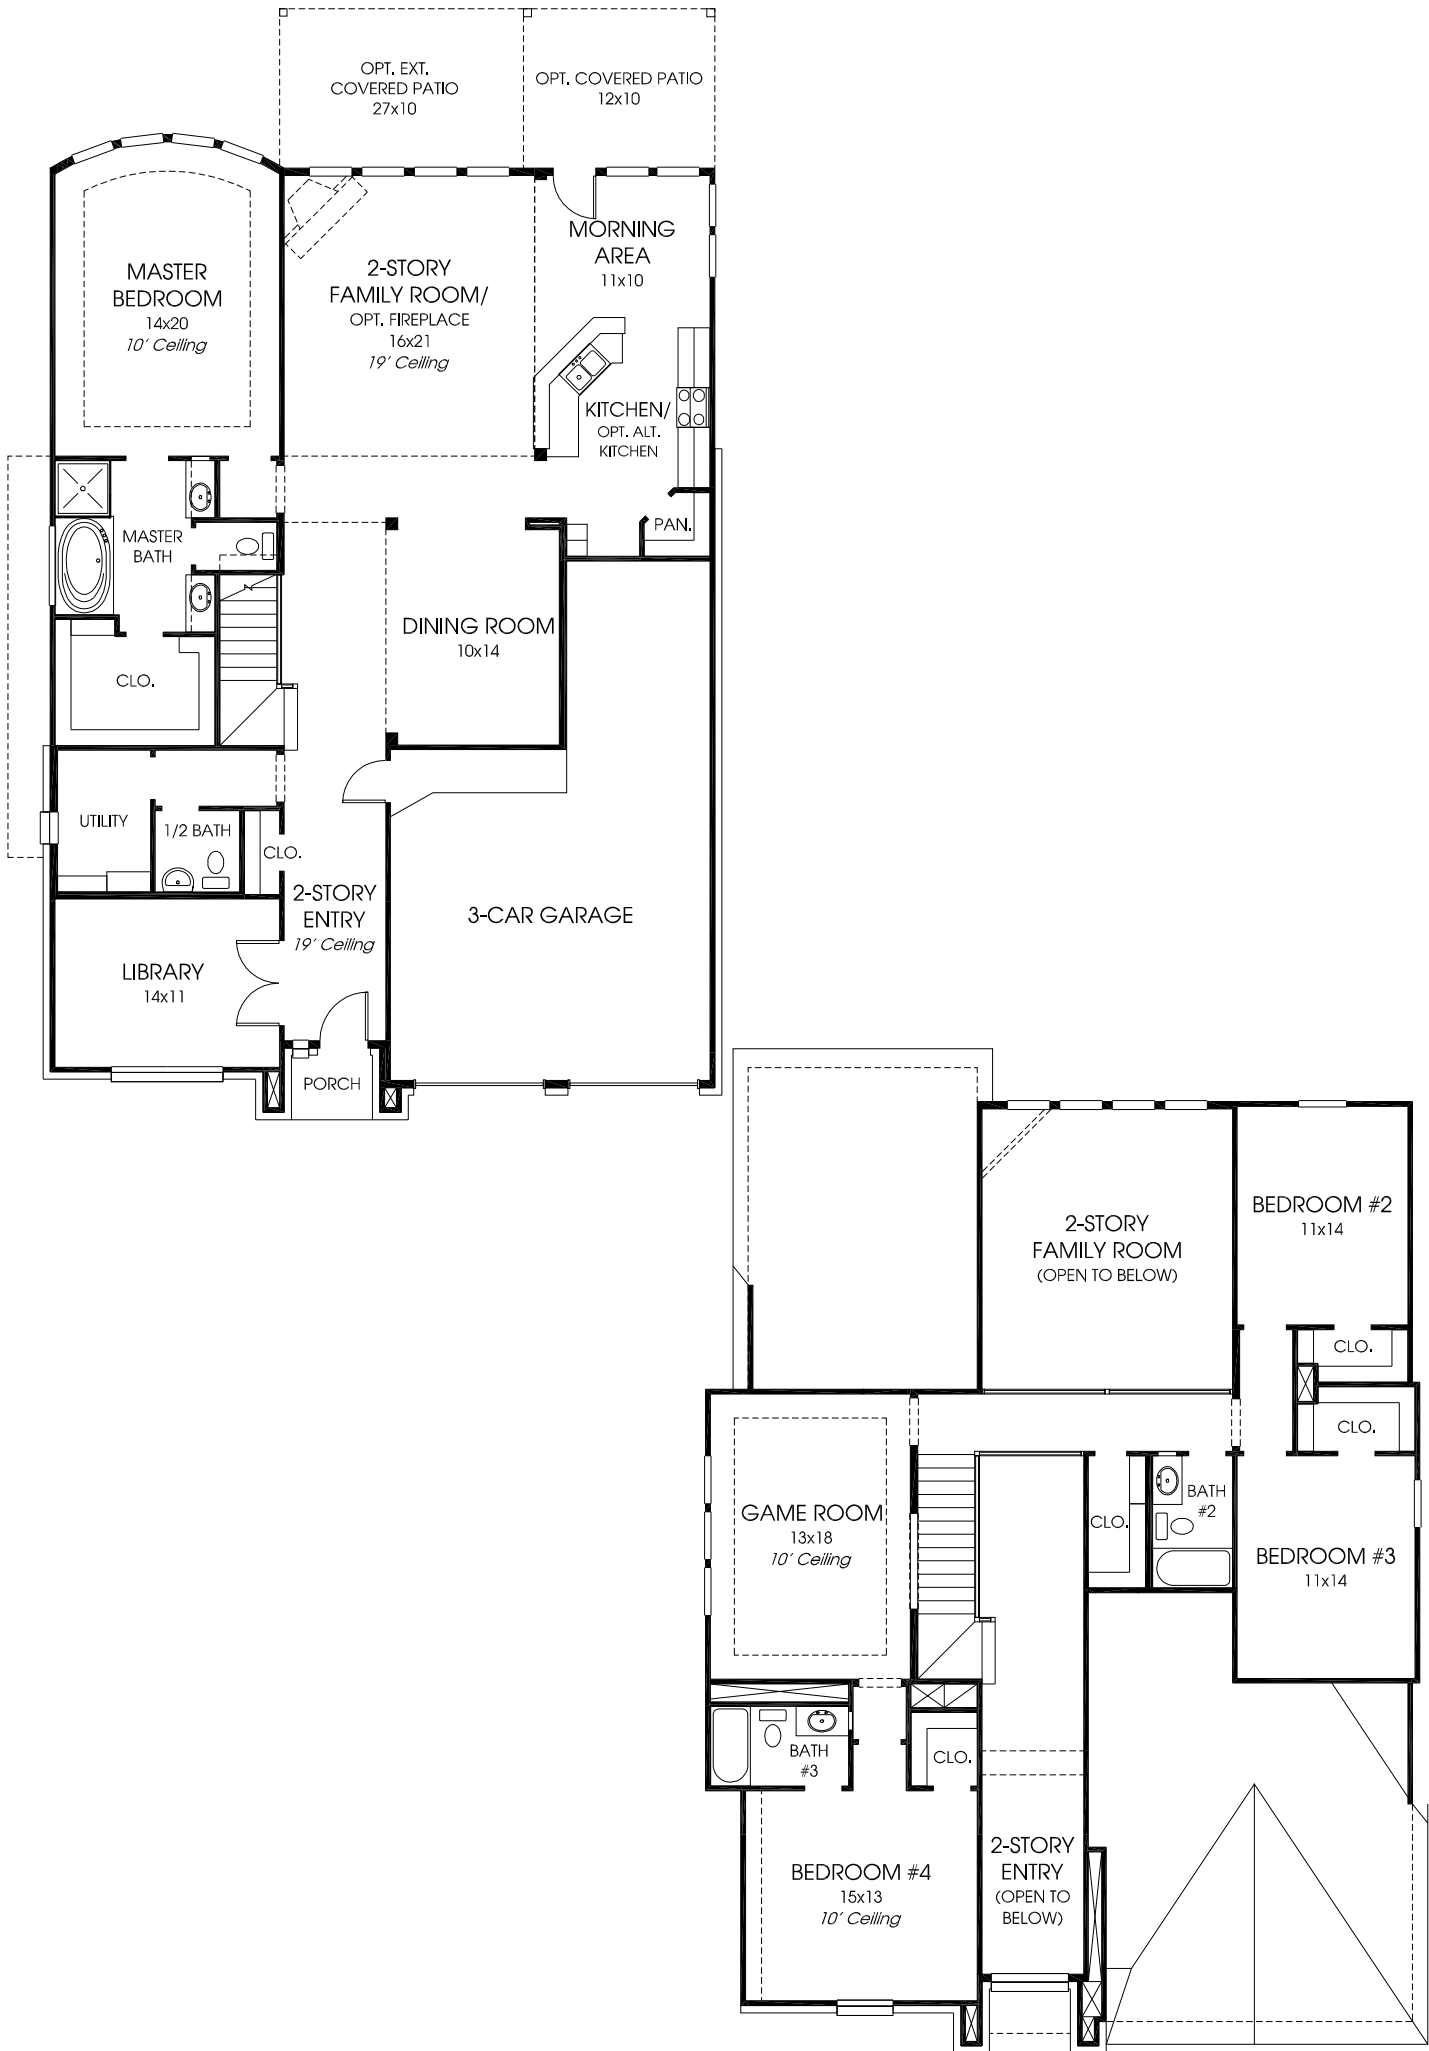 OPT. EXT.
COVERED PATIO
27x10
OPT. COVERED PATIO
12x10
MASTER
BEDROOM
14x20
10' Ceiling
2-STORY
FAMILY ROOM/
OPT. FIREPLACE
16x21
19' Ceiling
MORNING
AREA
11x10
KITCHEN/
OPT. ALT.
KITCHEN
PAN.
MASTER
BATH
CLO.
DINING ROOM
10x14
UTILITY
1/2 BATH
CLO.
2-STORY
ENTRY
19' Ceiling
3-CAR GARAGE
LIBRARY
14x11
PORCH
2-STORY
FAMILY ROOM
(OPEN TO BELOW)
BEDROOM #2
11x14
CLO.
CLO.
GAME ROOM
13x18
10' Ceiling
CLO.
BATH
#2
BEDROOM #3
11x14
BATH
#3
CLO.
BEDROOM #4
15x13
10' Ceiling
2-STORY
ENTRY
(OPEN TO
BELOW)